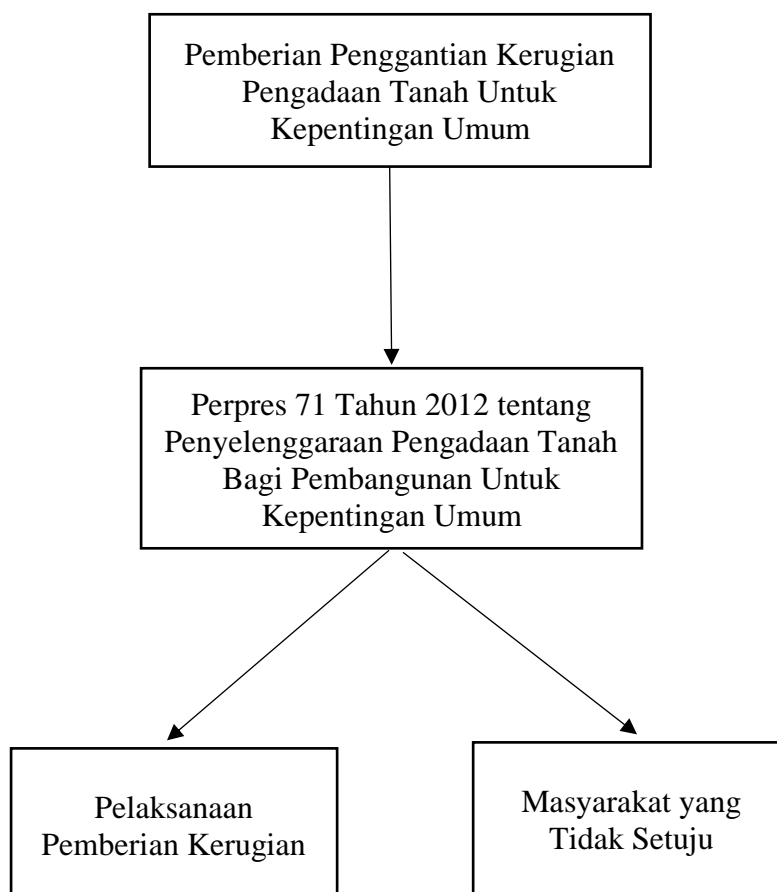 Pemberian Penggantian Kerugian
Pengadaan Tanah Untuk
Kepentingan Umum
Perpres 71 Tahun 2012 tentang
Penyelenggaraan Pengadaan Tanah
Bagi Pembangunan Untuk
Kepentingan Umum
Pelaksanaan
Pemberian Kerugian
Masyarakat yang
Tidak Setuju